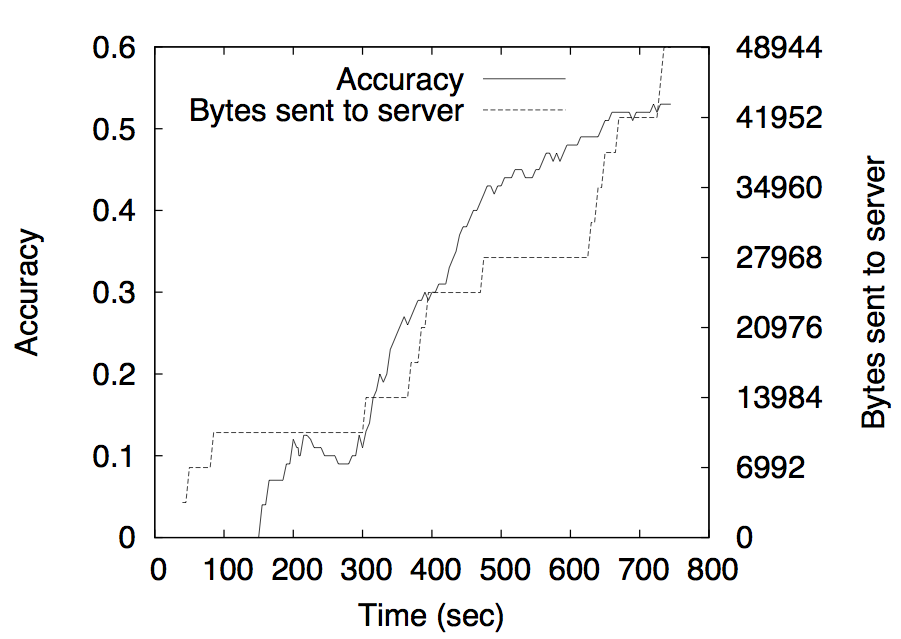 0.6
0.5
0.4
0.3
0.2
0.1
0
Accuracy
Accuracy
Bytes sent to server
48944
41952
34960
27968
20976
13984
6992
0
Bytes sent to server
0 100 200 300 400 500 600 700 800
Time (sec)